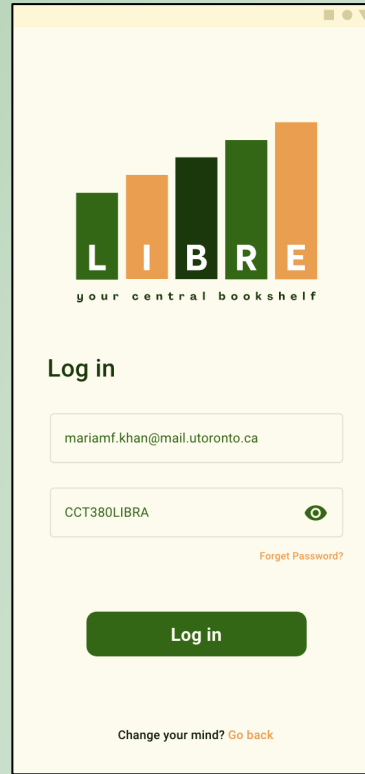 LIBRE
your central bookshelf
Log in
mariamf.khan@mail.utoronto.ca
CCT380LIBRA
Forget Password?
Log in
Change your mind? Go back